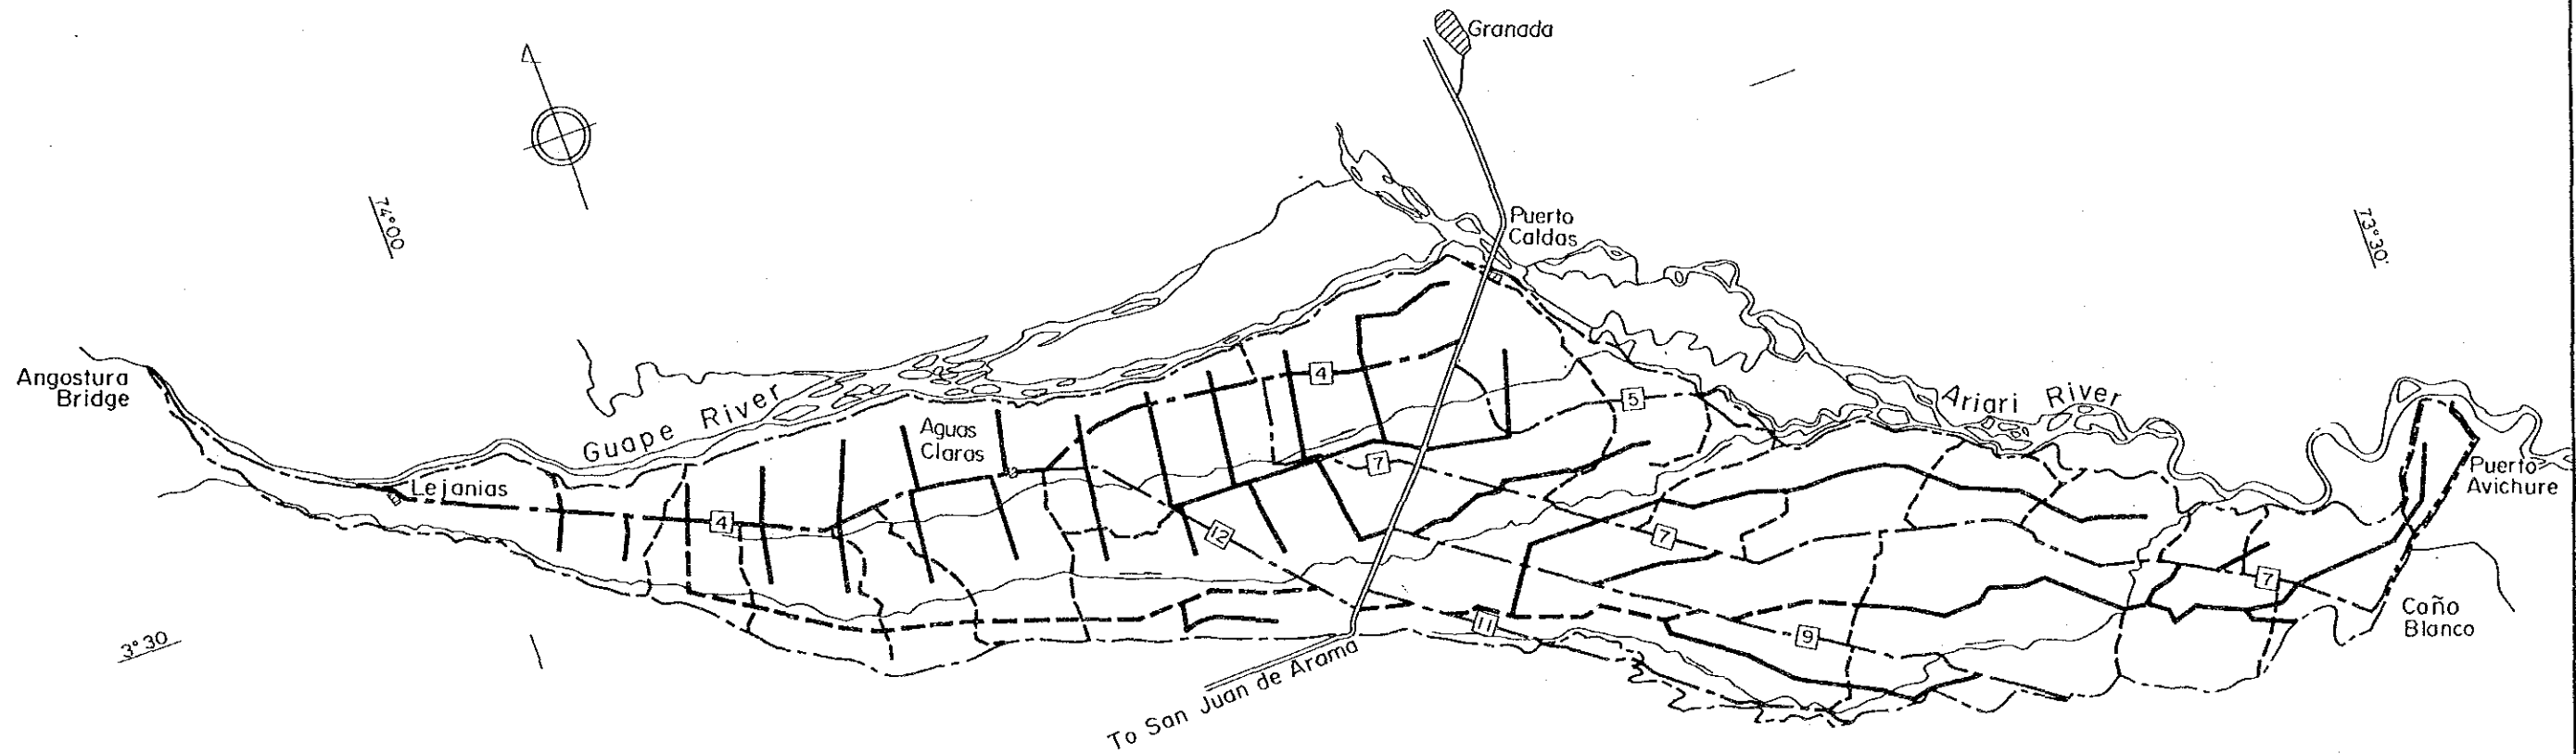 Granada
74°00
Puerto
Caldas
73°30'
Angostura
Bridge
Guape River
4
Ariari River
5
Aguas
Claras
7
Puerto
Avichure
Lejanias
4
12
7
7
Caño
Blanco
11
9
3°30
To San Juan de Arama